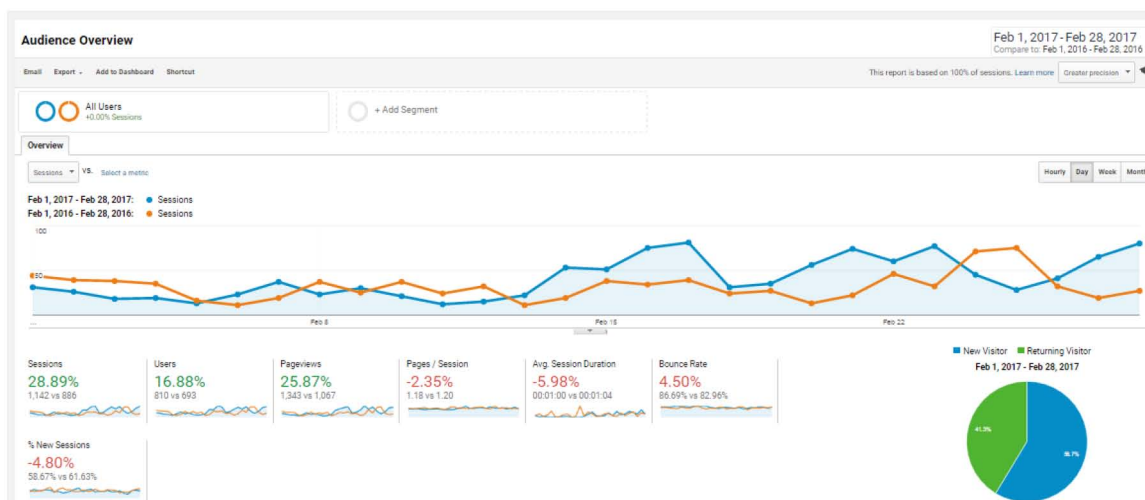 Audience Overview
Feb 1, 2017 - Feb 28, 2017
Compare to: Feb 1, 2016 - Feb 28, 2016
Email Export Add to Dashboard Shortcut
This report is based on 100% of sessions. Learn more Greater precision
All Users
+0.00% Sessions
+ Add Segment
Overview
Sessions VS. Select a metric
Hourly Day Week Month
Feb 1, 2017 - Feb 28, 2017: Sessions
Feb 1, 2016 - Feb 28, 2016: Sessions
100
50
... Feb 8 Feb 15 Feb 22
Sessions
28.89%
1,142 vs 886
Users
16.88%
810 vs 693
Pageviews
25.87%
1,343 vs 1,067
Pages / Session
-2.35%
1.18 vs 1.20
Avg. Session Duration
-5.98%
00:01:00 vs 00:01:04
Bounce Rate
4.50%
86.69% vs 82.96%
% New Sessions
-4.80%
58.67% vs 61.63%
New Visitor Returning Visitor
Feb 1, 2017 - Feb 28, 2017
41.3%
58.7%